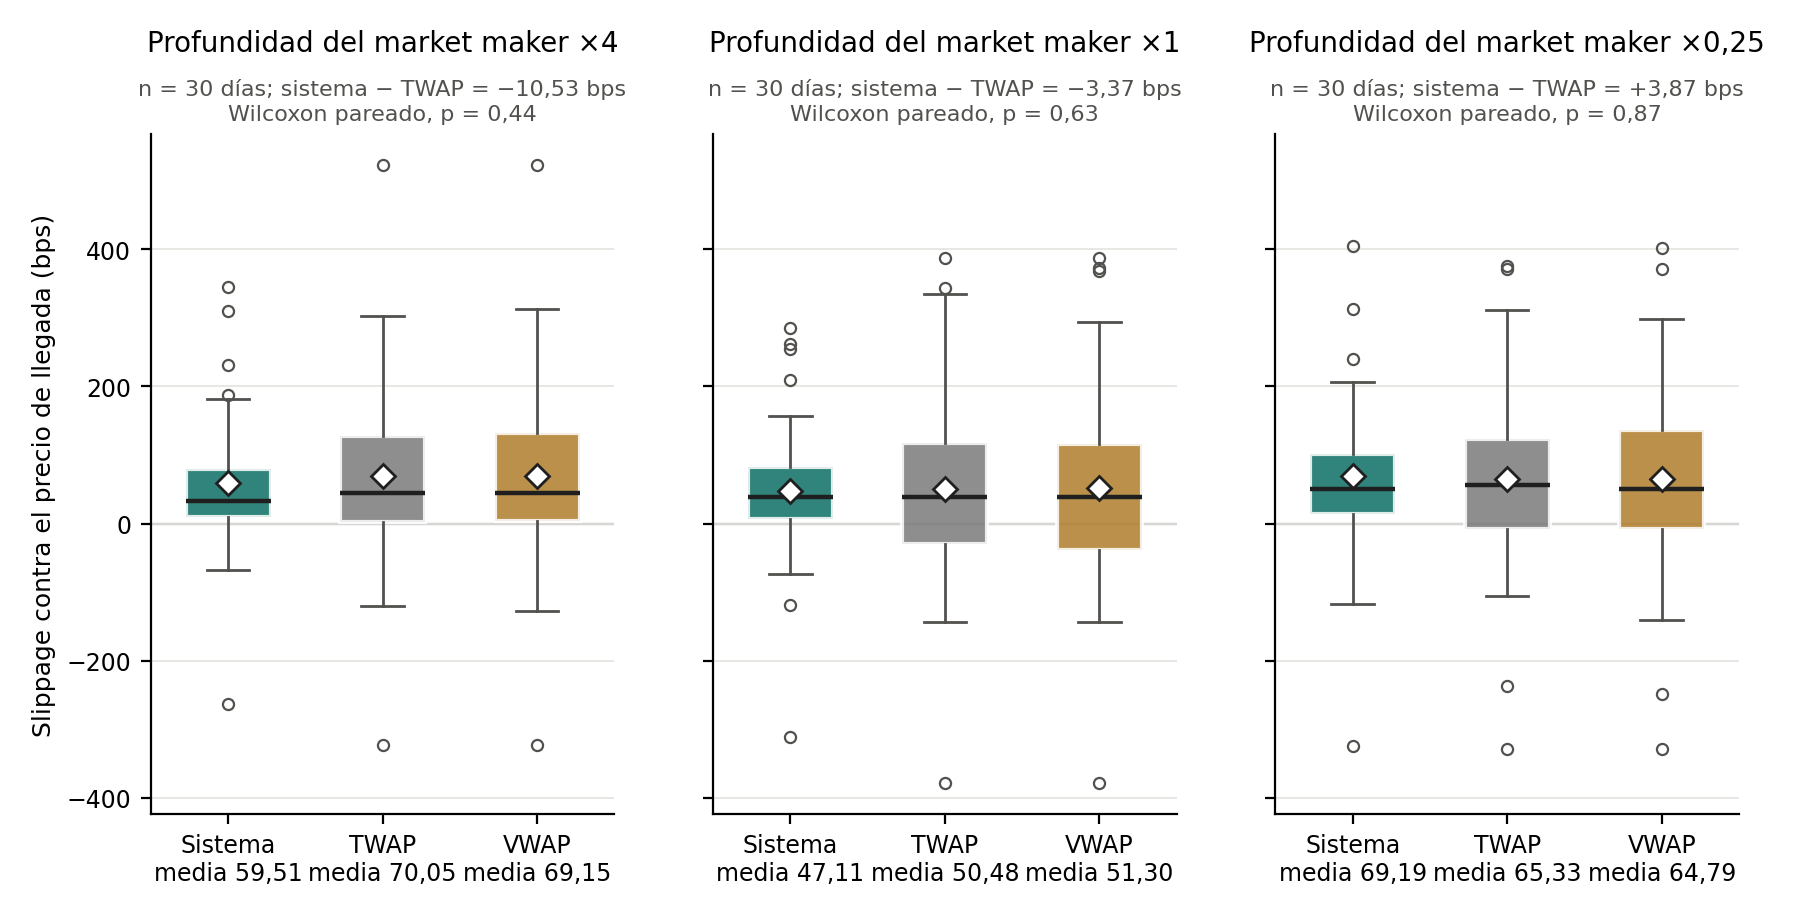 Profundidad del market maker ×4
n = 30 días; sistema − TWAP = −10,53 bps
Wilcoxon pareado, p = 0,44
Profundidad del market maker ×1
n = 30 días; sistema − TWAP = −3,37 bps
Wilcoxon pareado, p = 0,63
Profundidad del market maker ×0,25
n = 30 días; sistema − TWAP = +3,87 bps
Wilcoxon pareado, p = 0,87
Slippage contra el precio de llegada (bps)
400
200
0
−200
−400
Sistema
media 59,51
TWAP
media 70,05
VWAP
media 69,15
Sistema
media 47,11
TWAP
media 50,48
VWAP
media 51,30
Sistema
media 69,19
TWAP
media 65,33
VWAP
media 64,79